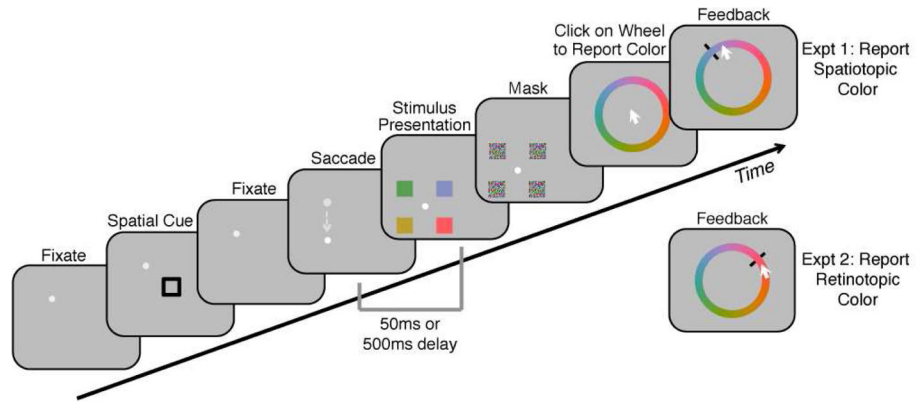 Fixate
Spatial Cue
Fixate
Saccade
Stimulus
Presentation
Mask
Click on Wheel
to Report Color
Feedback
Expt 1: Report
Spatiotopic
Color
Time
50ms or
500ms delay
Feedback
Expt 2: Report
Retinotopic
Color